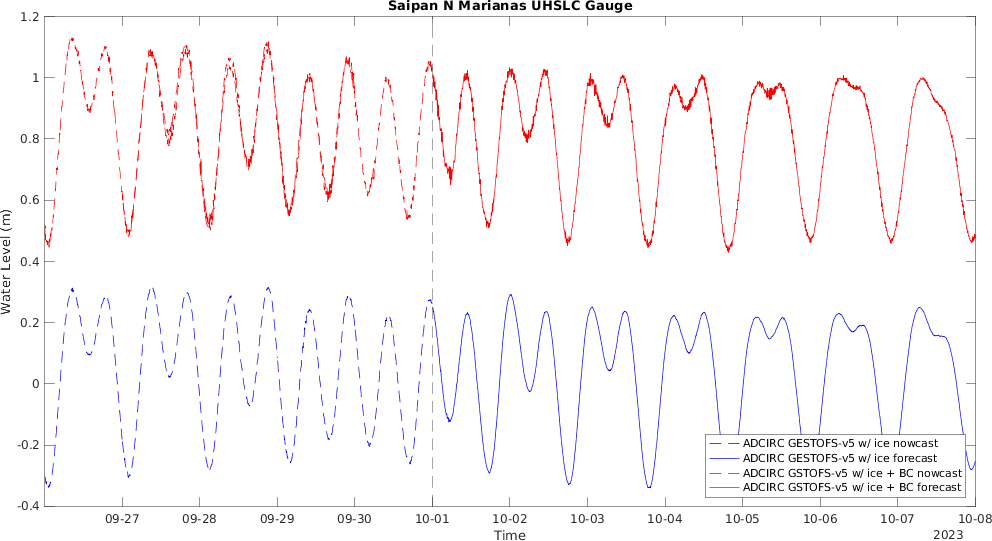 Saipan N Marianas UHSLC Gauge
1.2
1
0.8
0.6
0.4
0.2
0
-0.2
-0.4
Water Level (m)
ADCIRC GESTOFS-v5 w/ ice nowcast
ADCIRC GESTOFS-v5 w/ ice forecast
ADCIRC GSTOFS-v5 w/ ice + BC nowcast
ADCIRC GSTOFS-v5 w/ ice + BC forecast
09-27 09-28 09-29 09-30 10-01 10-02 10-03 10-04 10-05 10-06 10-07 10-08
Time
2023